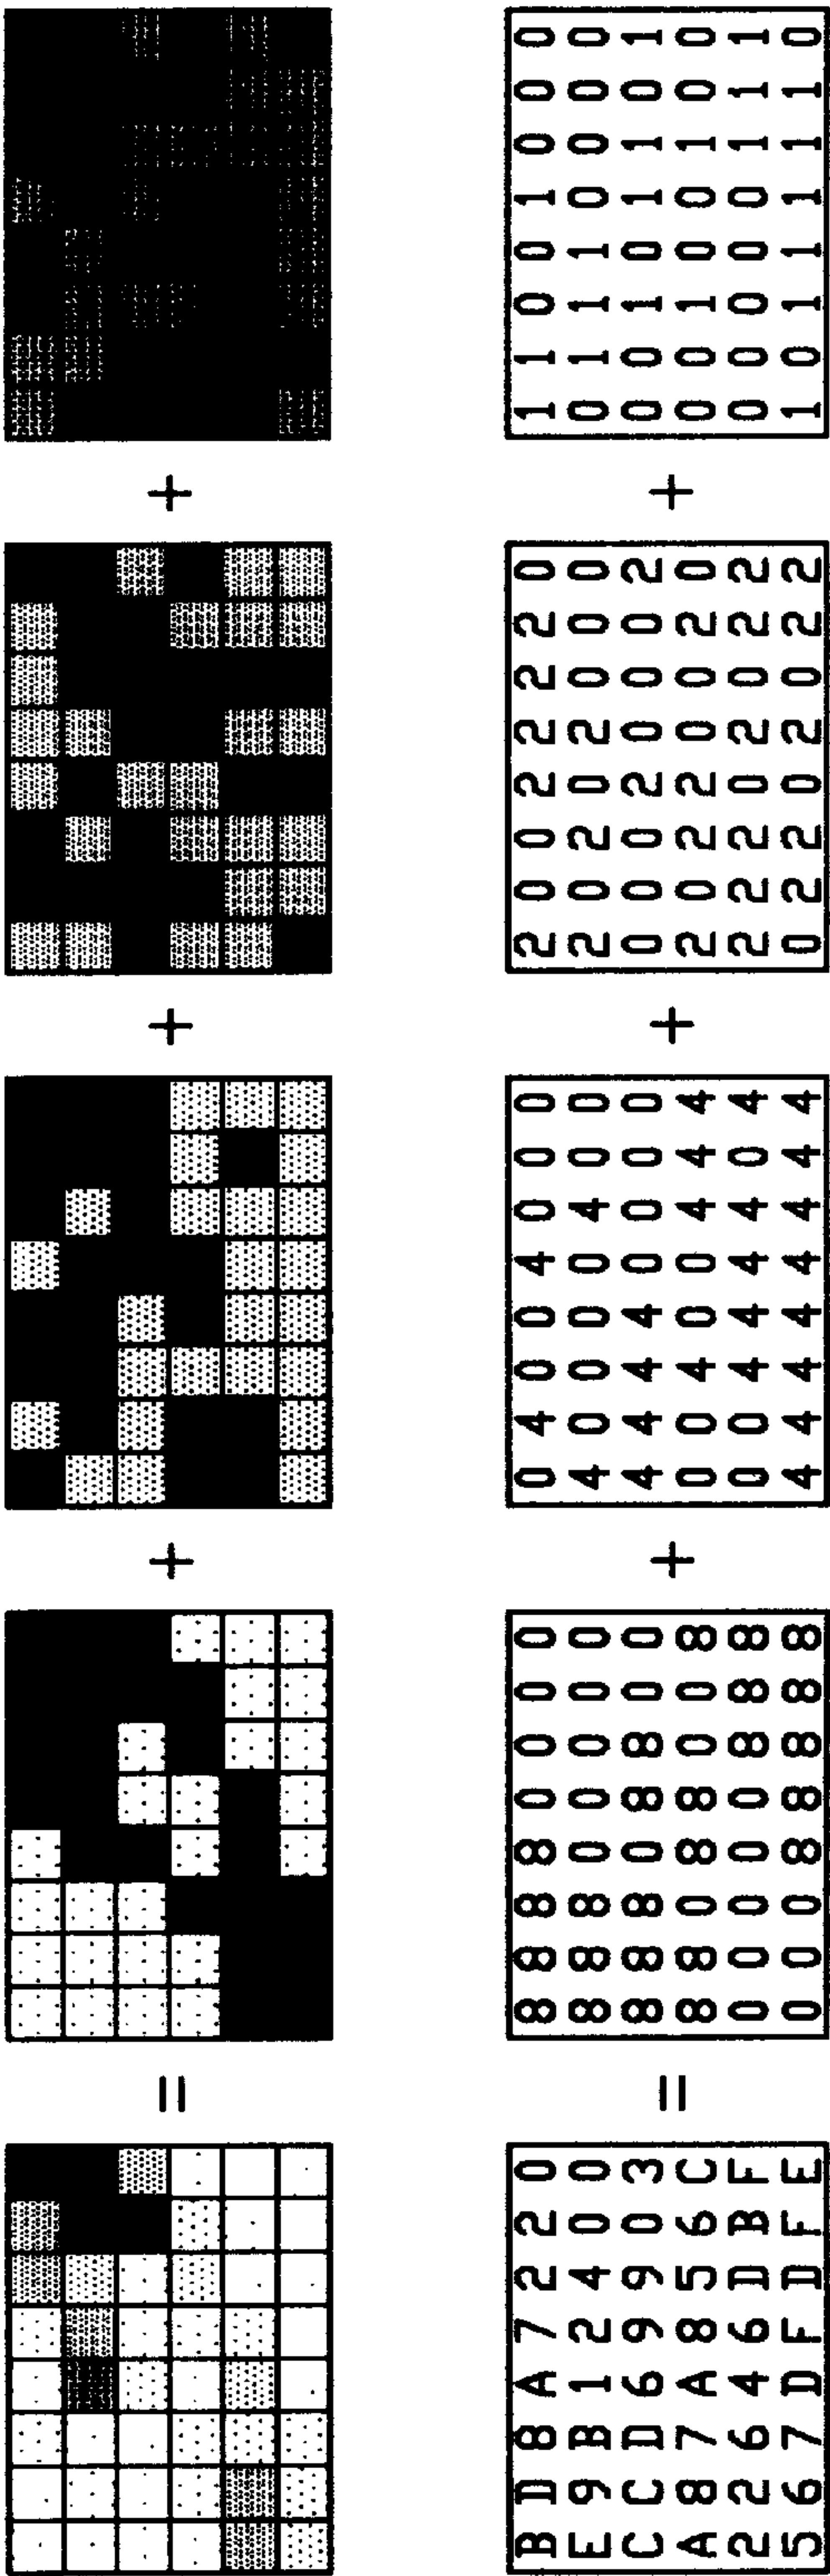 = + + +
B D 8 A 7 2 2 0 8 8 8 8 0 0 0 0 0 4 0 0 4 0 0 0 2 0 0 2 2 2 2 0 1 1 0 0 1 0 0 0
E 9 B 1 2 4 0 0 8 8 8 0 0 0 0 0 4 0 0 0 0 4 0 0 2 0 2 0 2 0 0 0 0 1 1 1 0 0 0 0
C C D 6 9 9 0 3 = 8 8 8 0 8 8 0 0 + 4 4 4 4 0 0 0 0 + 0 0 0 2 0 0 0 2 + 0 0 1 0 1 1 0 1
A 8 7 A 8 5 6 C 8 8 0 8 8 0 0 8 0 0 4 0 0 4 4 4 2 0 2 2 0 0 2 0 0 0 1 0 0 1 0 0
2 2 6 4 6 D B F 0 0 0 0 0 8 8 8 0 0 4 4 4 4 0 4 2 2 2 0 2 0 2 2 0 0 0 0 0 1 1 1
5 6 7 D F D F E 0 0 0 8 8 8 8 8 4 4 4 4 4 4 4 4 0 2 2 0 2 0 2 2 1 0 1 1 1 1 1 0